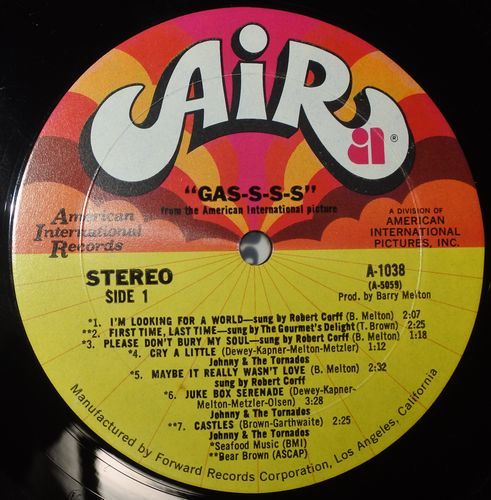 AiR
a ®
"GAS-S-S-S"
from the American International picture
American
International
Records
A DIVISION OF
AMERICAN
INTERNATIONAL
PICTURES, INC.
STEREO
SIDE 1
A-1038
(A-5059)
Prod. by Barry Melton
*1. I'M LOOKING FOR A WORLD—sung by Robert Corff (B. Melton) 2:07
**2. FIRST TIME, LAST TIME—sung by The Gourmet's Delight (T. Brown) 2:25
*3. PLEASE DON'T BURY MY SOUL—sung by Robert Corff (B. Melton) 1:18
*4. CRY A LITTLE (Dewey-Kapner-Melton-Metzler) 1:12
Johnny & The Tornados
*5. MAYBE IT REALLY WASN'T LOVE (B. Melton) 2:32
sung by Robert Corff
*6. JUKE BOX SERENADE (Dewey-Kapner-
Melton-Metzler-Olsen) 3:28
Johnny & The Tornados
**7. CASTLES (Brown-Garthwaite) 2:25
Johnny & The Tornados
*Seafood Music (BMI)
**Bear Brown (ASCAP)
Manufactured by Forward Records Corporation, Los Angeles, California